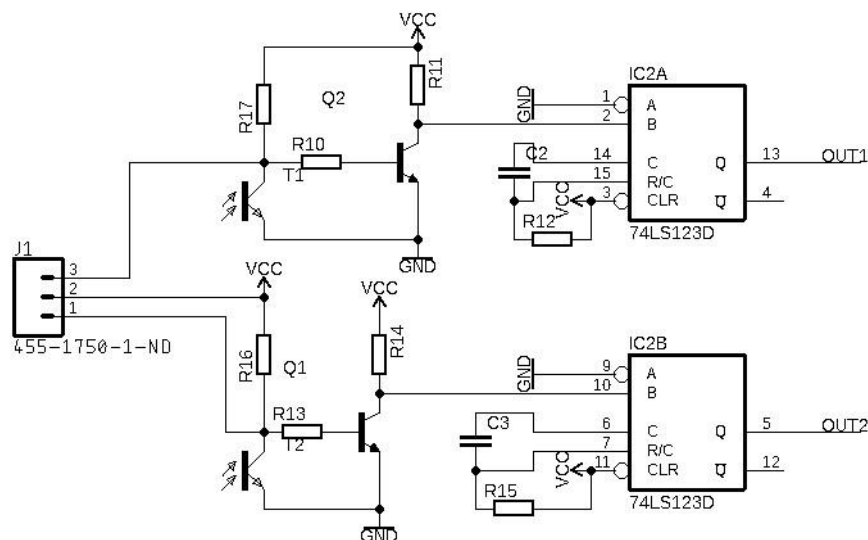 VCC
R17
Q2
R11
R10
T1
GND
IC2A
GND
1
A
2
B
C2
14
C
Q
13
OUT1
15
R/C
3
CLR
Q
4
VCC
R12
74LS123D
J1
3
2
1
455-1750-1-ND
VCC
R16
Q1
VCC
R14
R13
T2
GND
IC2B
GND
9
A
10
B
C3
6
C
Q
5
OUT2
7
R/C
11
CLR
Q
12
VCC
R15
74LS123D